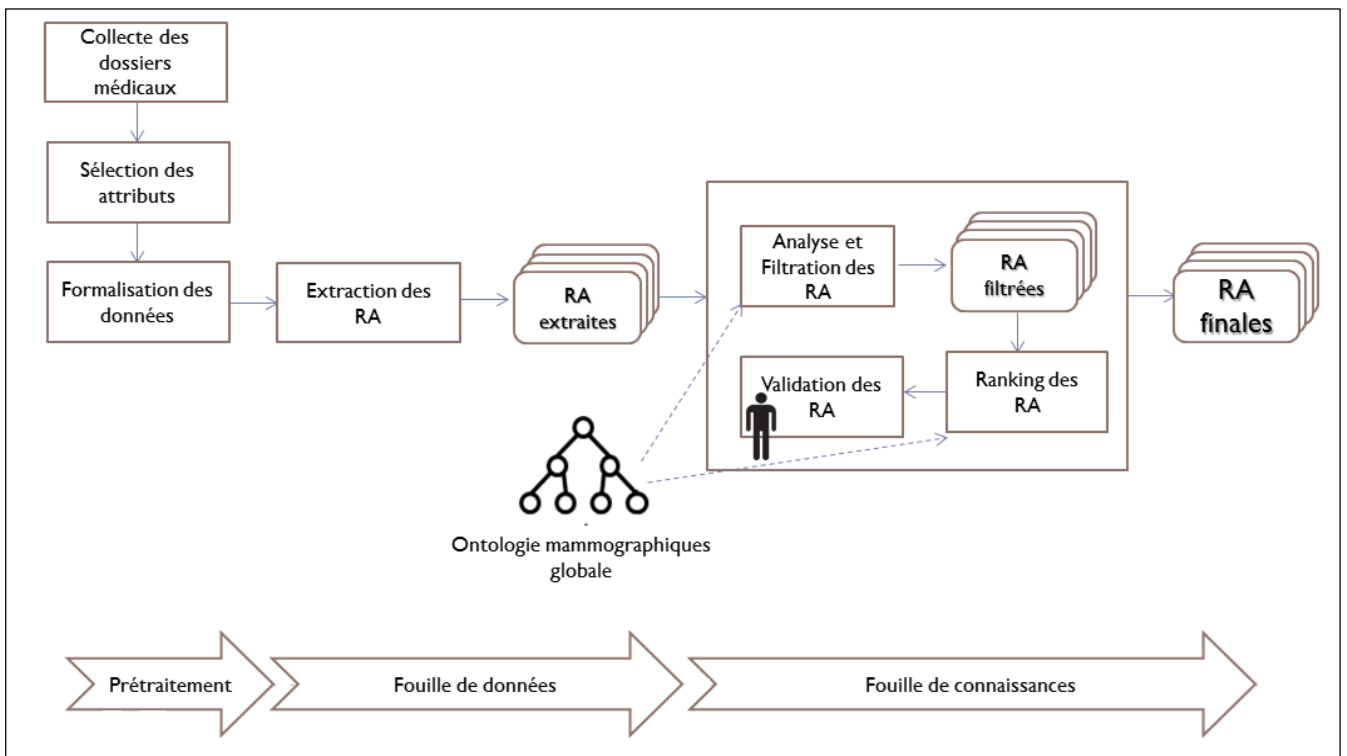 Collecte des
dossiers
médicaux
Sélection des
attributs
Formalisation des
données
Extraction des
RA
RA
extraites
Analyse et
Filtration des
RA
RA
filtrées
Validation des
RA
Ranking des
RA
RA
finales
Ontologie mammographiques
globale
Prétraitement
Fouille de données
Fouille de connaissances